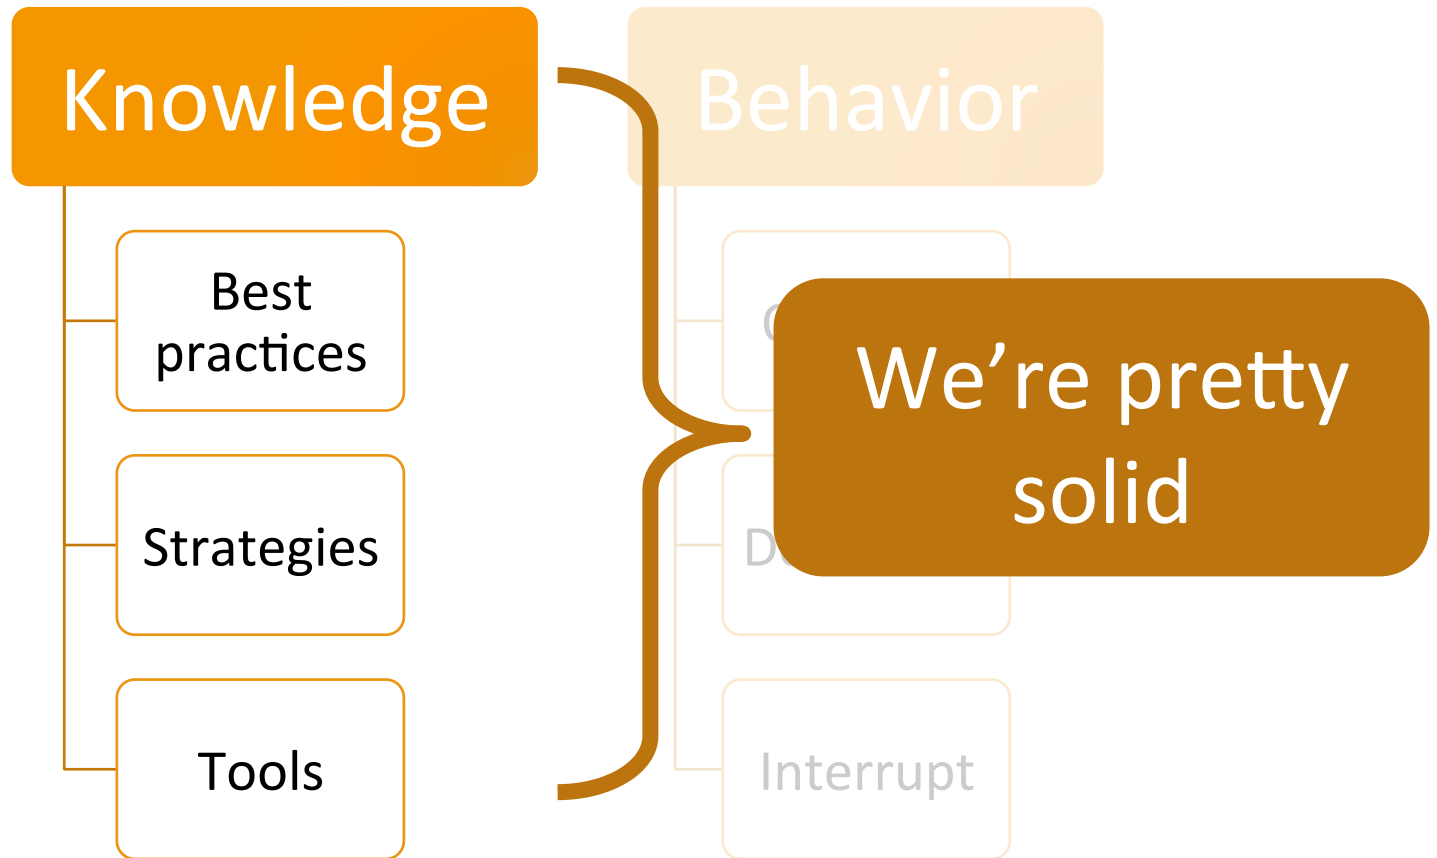 Knowledge
Best
practices
Strategies
Tools
Behavior
Interrupt
We’re pretty
solid